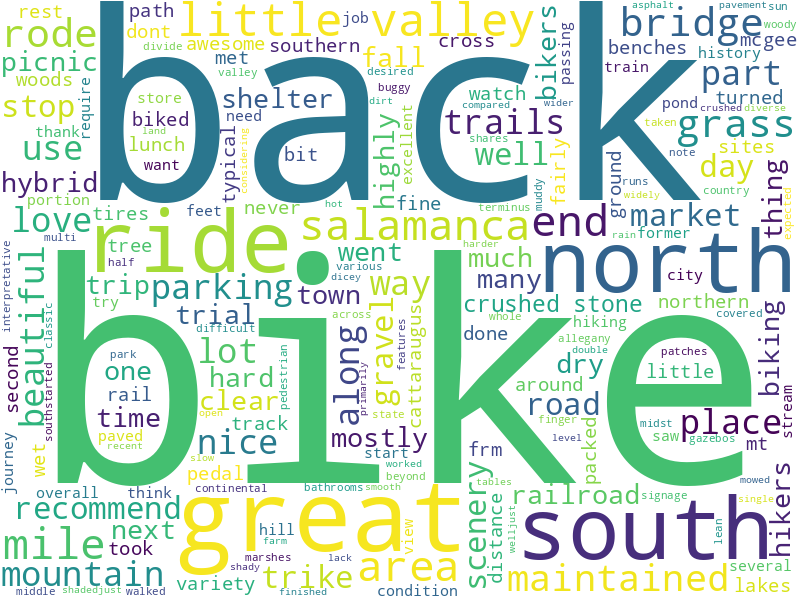 back
bike
little valley
bridge
rode
path
rest
job
southern
cross
bikers
passing
asphalt
pavement
sun
woody
dont
awesome
met
fall
benches
mcgee
picnic
divide
valley
desired
watch
history
woods
require
store
buggy
train
part
stop
shelter
dirt
compared
wider
pond
turned
crushed
diverse
thank
biked
need
trails
taken
grass
use
land
lunch
typical
considering
bit
highly
excellent
shares
well
fairly
sites
note
want
day
hybrid
portion
feet
never
hot
fine
terminus
muddy
ground
runs
widely
country
thing
expected
love
tires
salamanca
end
rain
market
former
multi
tree
half
ride
went
harder
much
north
interpretative
beautiful
classic
trip
try
parking
various
dicey
town
way
many
city
northern
covered
trial
difficult
across
gravel
cattaraugus
crushed stone
whole
hiking
biking
second
southstarted
park
one
rail
lot
pedestrian
along
features
primarily
done
allegany
double
dry
patches
little
stream
time
hard
around
road
midst
gazebos
clear
state
place
paved
recent
open
track
nice
mostly
finger
level
packed
saw
mt
journey
wet
slow
pedal
start
worked
beyond
frm
hikers
overall
think
continental
bathrooms
smooth
tables
scenery
railroad
signage
mowed
single
recommend
next
great
distance
welljust
south
lean
mile
took
hill
farm
view
area
marshes
shady
lack
several
mountain
variety
trike
maintained
lakes
middle
shadedjust
walked
finished
condition